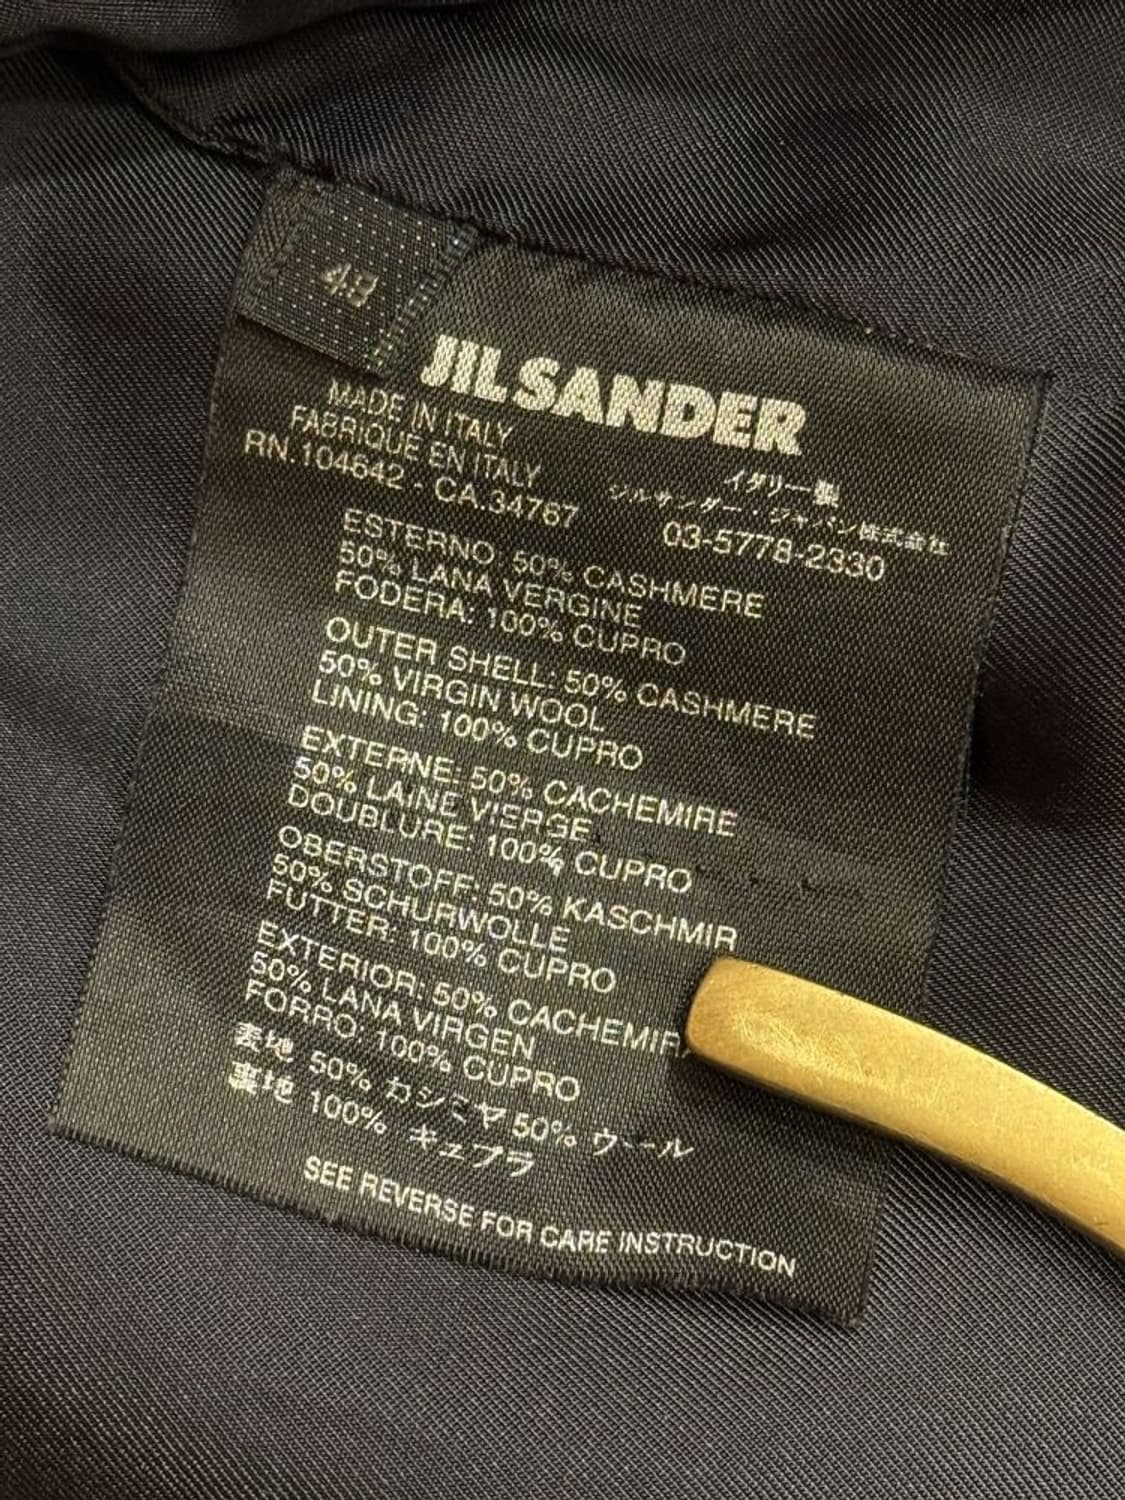 48
JIL SANDER
MADE IN ITALY
FABRIQUE EN ITALY
RN.104642 - CA.34767
イタリー製
ジルサンダー・ジャパン株式会社
03-5778-2330
ESTERNO: 50% CASHMERE
50% LANA VERGINE
FODERA: 100% CUPRO
OUTER SHELL: 50% CASHMERE
50% VIRGIN WOOL
LINING: 100% CUPRO
EXTERNE: 50% CACHEMIRE
50% LAINE VIERGE
DOUBLURE: 100% CUPRO
OBERSTOFF: 50% KASCHMIR
50% SCHURWOLLE
FUTTER: 100% CUPRO
EXTERIOR: 50% CACHEMIR
50% LANA VIRGEN
FORRO: 100% CUPRO
表地 50% カシミヤ 50% ウール
裏地 100% キュプラ
SEE REVERSE FOR CARE INSTRUCTION